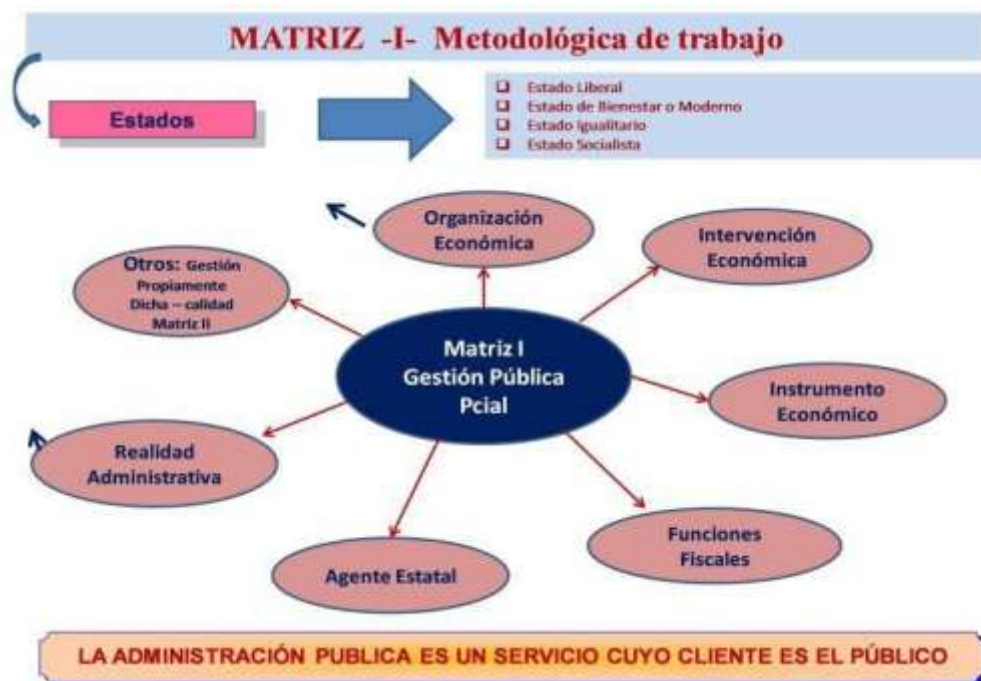 MATRIZ -I- Metodológica de trabajo
Estados
❑ Estado Liberal
❑ Estado de Bienestar o Moderno
❑ Estado Igualitario
❑ Estado Socialista
Organización
Económica
Intervención
Económica
Otros: Gestión
Propiamente
Dicha – calidad
Matriz II
Matriz I
Gestión Pública
Pcial
Instrumento
Económico
Realidad
Administrativa
Funciones
Fiscales
Agente Estatal
LA ADMINISTRACIÓN PUBLICA ES UN SERVICIO CUYO CLIENTE ES EL PÚBLICO